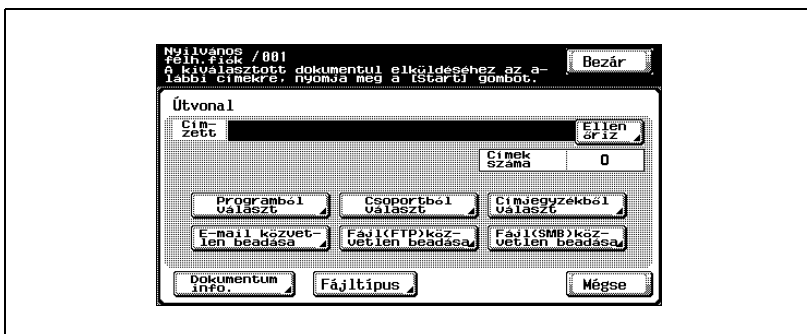 Nyilvános
felh.fiók /001
A kiválasztott dokumentul elküldéséhez az a-
lábbi címekre, nyomja meg a [Start] gombot.
Bezár
Útvonal
Cím-
zett
Ellen
őriz
Címek
száma
0
Programból
választ
Csoportból
választ
Címjegyzékből
választ
E-mail közvet-
len beadása
Fájl(FTP)köz-
vetlen beadása
Fájl(SMB)köz-
vetlen beadása
Dokumentum
info.
Fájltípus
Mégse